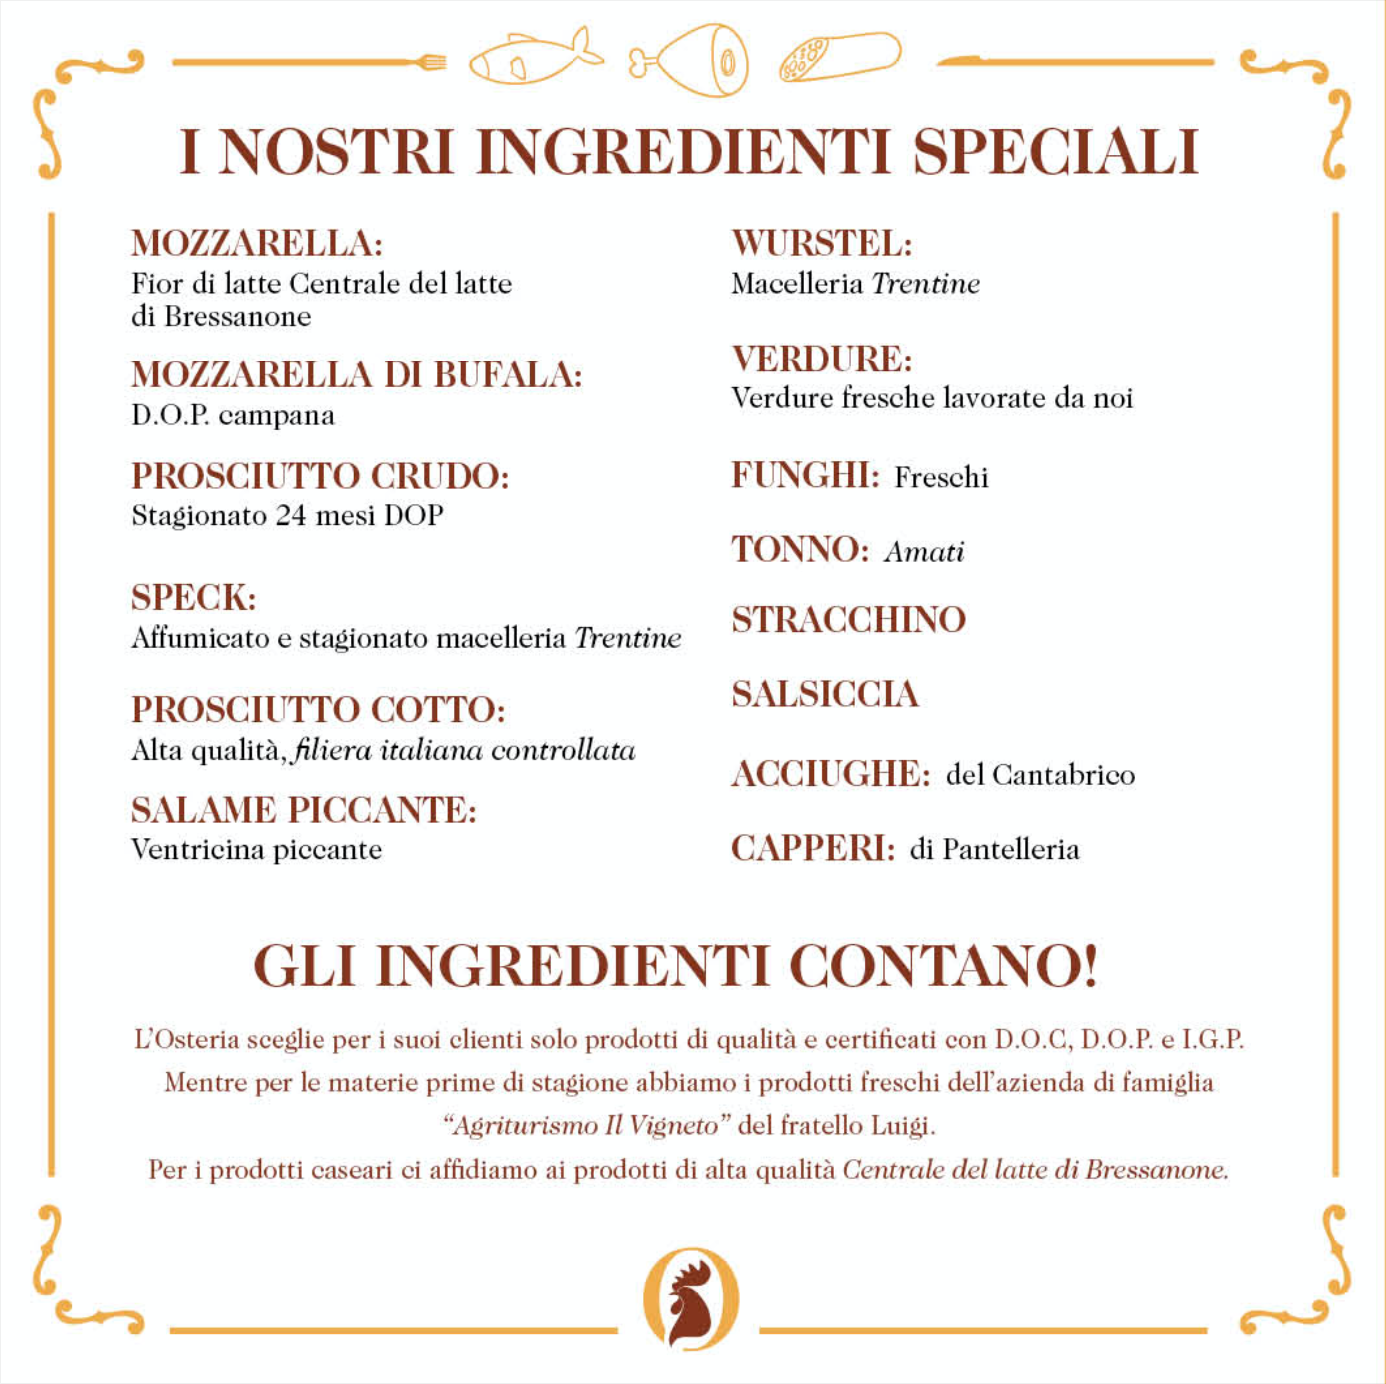 I NOSTRI INGREDIENTI SPECIALI
MOZZARELLA:
Fior di latte Centrale del latte
di Bressanone
MOZZARELLA DI BUFALA:
D.O.P. campana
PROSCIUTTO CRUDO:
Stagionato 24 mesi DOP
SPECK:
Affumicato e stagionato macelleria Trentine
PROSCIUTTO COTTO:
Alta qualità, filiera italiana controllata
SALAME PICCANTE:
Ventricina piccante
WURSTEL:
Macelleria Trentine
VERDURE:
Verdure fresche lavorate da noi
FUNGHI: Freschi
TONNO: Amati
STRACCHINO
SALSICCIA
ACCIUGHE: del Cantabrico
CAPPERI: di Pantelleria
GLI INGREDIENTI CONTANO!
L’Osteria sceglie per i suoi clienti solo prodotti di qualità e certificati con D.O.C, D.O.P. e I.G.P.
Mentre per le materie prime di stagione abbiamo i prodotti freschi dell’azienda di famiglia
“Agriturismo Il Vigneto” del fratello Luigi.
Per i prodotti caseari ci affidiamo ai prodotti di alta qualità Centrale del latte di Bressanone.